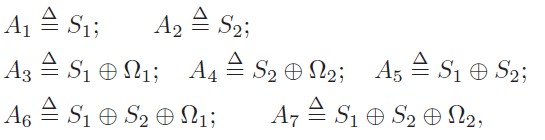 A₁ ≜ S₁; A₂ ≜ S₂;
A₃ ≜ S₁ ⊕ Ω₁; A₄ ≜ S₂ ⊕ Ω₂; A₅ ≜ S₁ ⊕ S₂;
A₆ ≜ S₁ ⊕ S₂ ⊕ Ω₁; A₇ ≜ S₁ ⊕ S₂ ⊕ Ω₂,